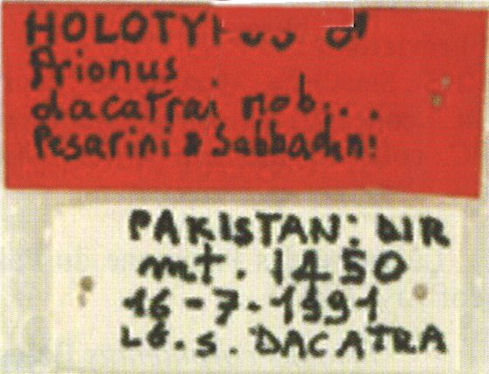 HOLOTYPUS ♂
Prionus
dacatrai nob...
Pesarini & Sabbadini
PAKISTAN: DIR
mt. 1450
16-7-1991
LG. S. DACATRA